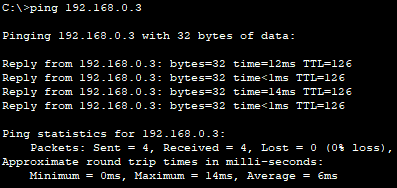 C:\>ping 192.168.0.3
Pinging 192.168.0.3 with 32 bytes of data:
Reply from 192.168.0.3: bytes=32 time=12ms TTL=126
Reply from 192.168.0.3: bytes=32 time<1ms TTL=126
Reply from 192.168.0.3: bytes=32 time=14ms TTL=126
Reply from 192.168.0.3: bytes=32 time<1ms TTL=126
Ping statistics for 192.168.0.3:
    Packets: Sent = 4, Received = 4, Lost = 0 (0% loss),
Approximate round trip times in milli-seconds:
    Minimum = 0ms, Maximum = 14ms, Average = 6ms